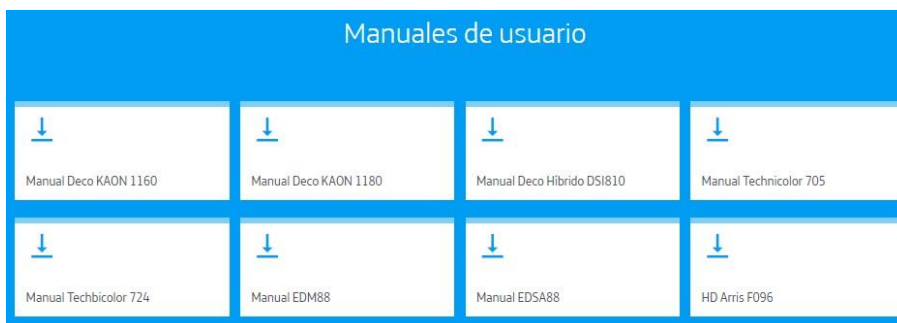 Manuales de usuario
Manual Deco KAON 1160
Manual Deco KAON 1180
Manual Deco Híbrido DSI810
Manual Technicolor 705
Manual Techbicolor 724
Manual EDM88
Manual EDSA88
HD Arris F096